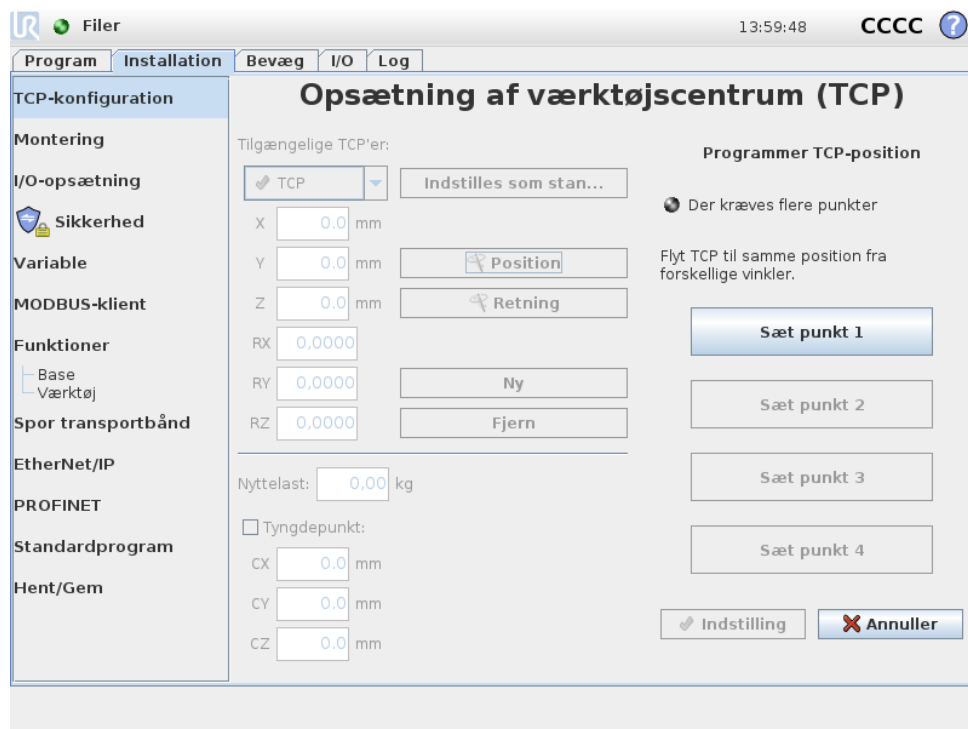 UR Filer 13:59:48 CCCC ?
Program Installation Bevæg I/O Log
TCP-konfiguration
Montering
I/O-opsætning
Sikkerhed
Variable
MODBUS-klient
Funktioner
Base
Værktøj
Spor transportbånd
EtherNet/IP
PROFINET
Standardprogram
Hent/Gem
Opsætning af værktøjscentrum (TCP)
Tilgængelige TCP'er:
TCP Indstilles som stan...
X 0.0 mm
Y 0.0 mm Position
Z 0.0 mm Retning
RX 0,0000
RY 0,0000 Ny
RZ 0,0000 Fjern
Nyttelast: 0,00 kg
Tyngdepunkt:
CX 0.0 mm
CY 0.0 mm
CZ 0.0 mm
Programmer TCP-position
Der kræves flere punkter
Flyt TCP til samme position fra
forskellige vinkler.
Sæt punkt 1
Sæt punkt 2
Sæt punkt 3
Sæt punkt 4
Indstilling Annuller